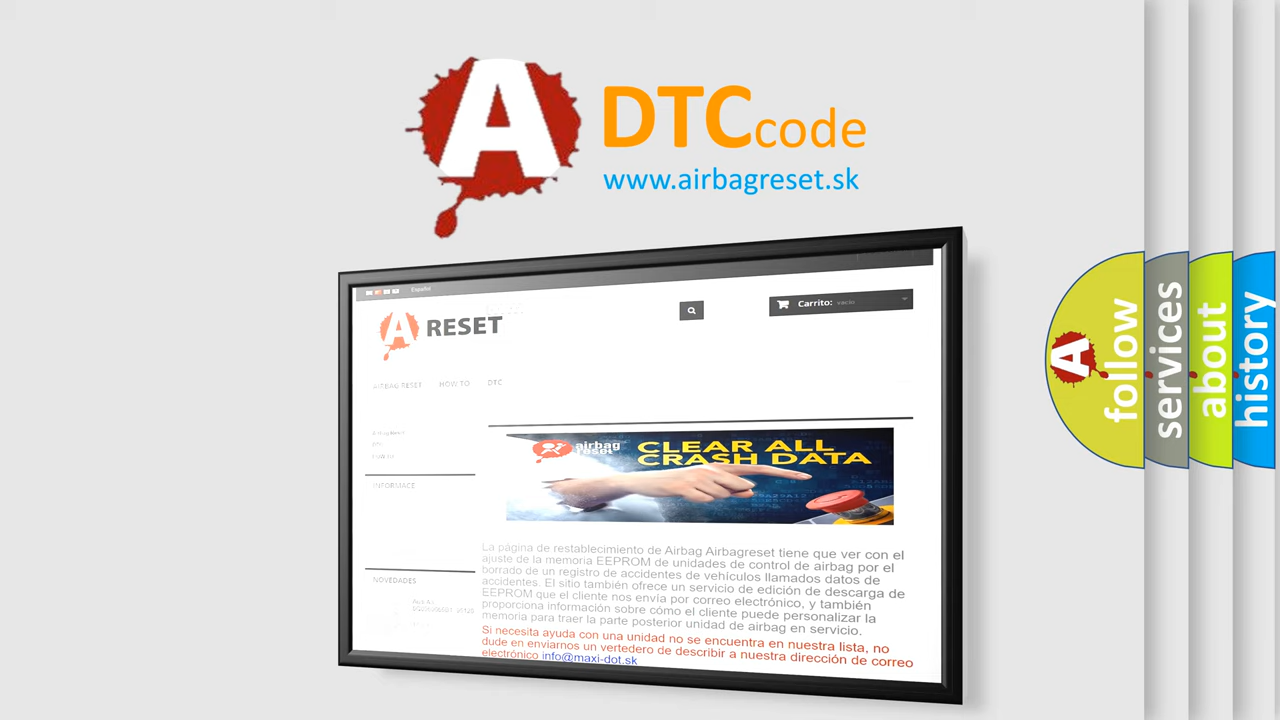 A DTCcode
www.airbagreset.sk
Español
A RESET
Carrito: vacío
AIRBAG RESET HOW TO DTC
INFORMACE
NOVEDADES
airbag
reset
CLEAR ALL
CRASH DATA
La página de restablecimiento de Airbag Airbagreset tiene que ver con el
ajuste de la memoria EEPROM de unidades de control de airbag por el
borrado de un registro de accidentes de vehículos llamados datos de
accidentes. El sitio también ofrece un servicio de edición de descarga de
EEPROM que el cliente nos envía por correo electrónico, y también
proporciona información sobre cómo el cliente puede personalizar la
memoria para traer la parte posterior unidad de airbag en servicio.
Si necesita ayuda con una unidad no se encuentra en nuestra lista, no
dude en enviarnos un vertedero de describir a nuestra dirección de correo
electrónico info@maxi-dot.sk
A follow
services
about
history